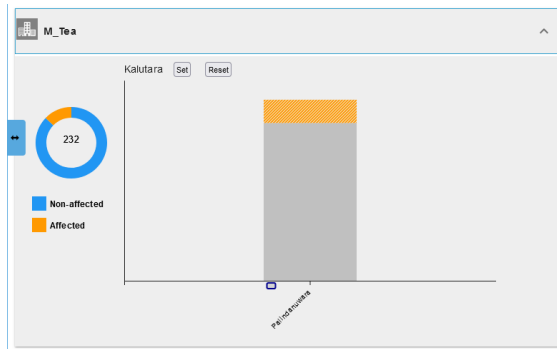 M_Tea
Kalutara Set Reset
232
Non-affected
Affected
Palindanuwara